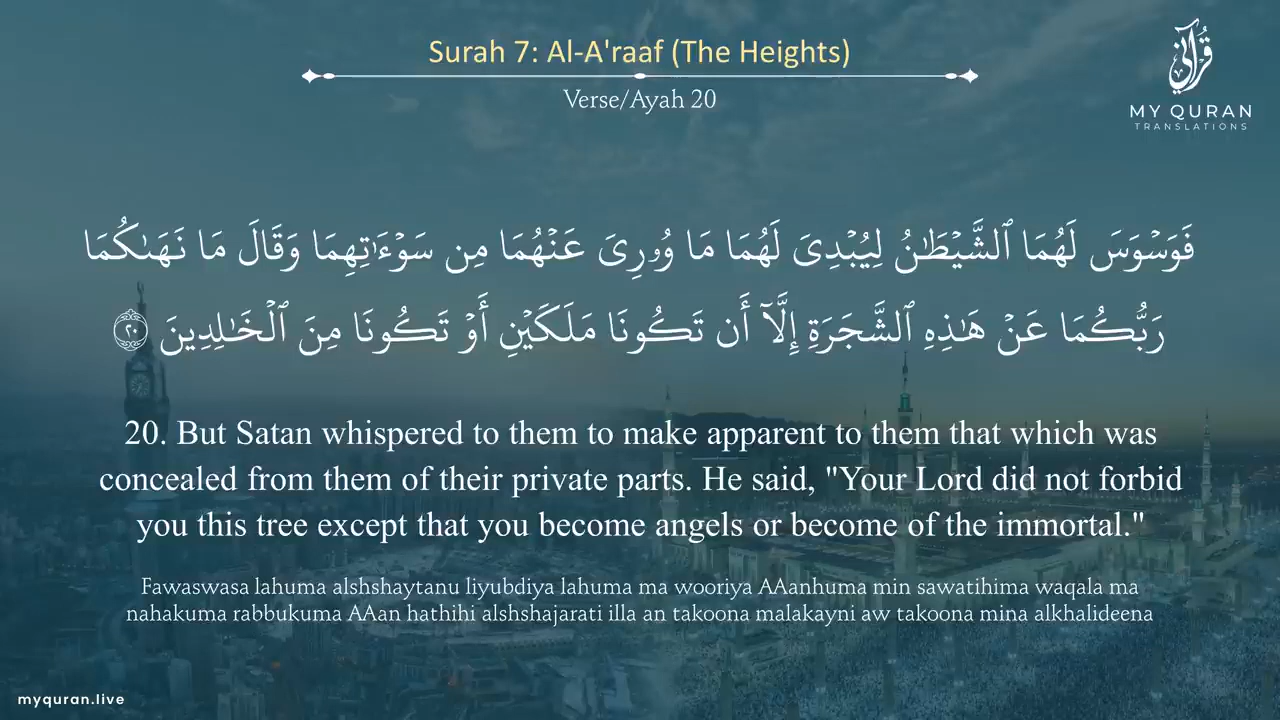 Surah 7: Al-A'raaf (The Heights)
Verse/Ayah 20
قُرْآنِي
MY QURAN
TRANSLATIONS
فَوَسْوَسَ لَهُمَا ٱلشَّيْطَٰنُ لِيُبْدِىَ لَهُمَا مَا وُۥرِىَ عَنْهُمَا مِن سَوْءَٰتِهِمَا وَقَالَ مَا نَهَىٰكُمَا
رَبُّكُمَا عَنْ هَٰذِهِ ٱلشَّجَرَةِ إِلَّآ أَن تَكُونَا مَلَكَيْنِ أَوْ تَكُونَا مِنَ ٱلْخَٰلِدِينَ ٢٠
20. But Satan whispered to them to make apparent to them that which was
concealed from them of their private parts. He said, "Your Lord did not forbid
you this tree except that you become angels or become of the immortal."
Fawaswasa lahuma alshshaytanu liyubdiya lahuma ma wooriya AAanhuma min sawatihima waqala ma
nahakuma rabbukuma AAan hathihi alshshajarati illa an takoona malakayni aw takoona mina alkhalideena
myquran.live